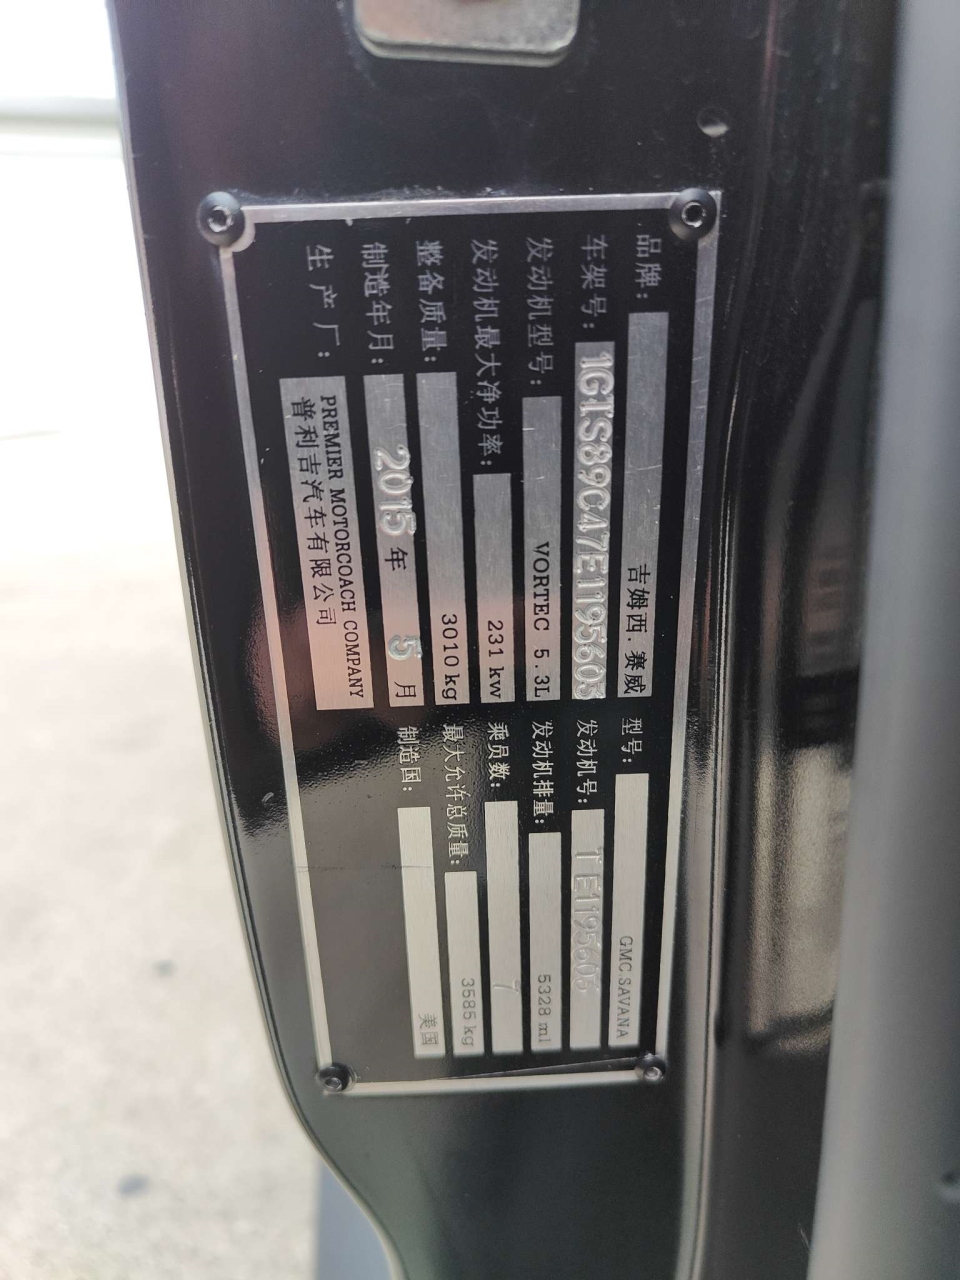 品牌: 吉姆西.赛威 型号: GMC.SAVANA
车架号: 1GTS89C47E1195605 发动机号: TE1195605
发动机型号: VORTEC 5.3L 发动机排量: 5328 ml
发动机最大净功率: 231 kw 乘员数: 7
整备质量: 3010 kg 最大允许总质量: 3585 kg
制造年月: 2015 年 5 月 制造国: 美国
生产厂: PREMIER MOTORCOACH COMPANY
普利吉汽车有限公司